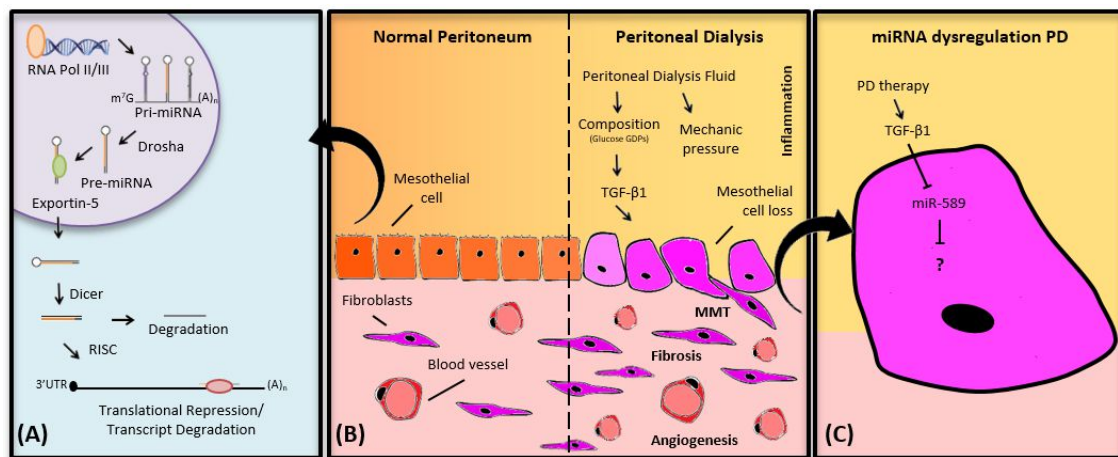 RNA Pol II/III
m⁷G
(A)ₙ
Pri-miRNA
Drosha
Pre-miRNA
Exportin-5
Dicer
Degradation
RISC
3'UTR
(A)ₙ
Translational Repression/
Transcript Degradation
(A)
Normal Peritoneum
Mesothelial
cell
Fibroblasts
Blood vessel
(B)
Peritoneal Dialysis
Peritoneal Dialysis Fluid
Composition
(Glucose GDPs)
Mechanic
pressure
Inflammation
TGF-β1
Mesothelial
cell loss
MMT
Fibrosis
Angiogenesis
miRNA dysregulation PD
PD therapy
TGF-β1
miR-589
?
(C)